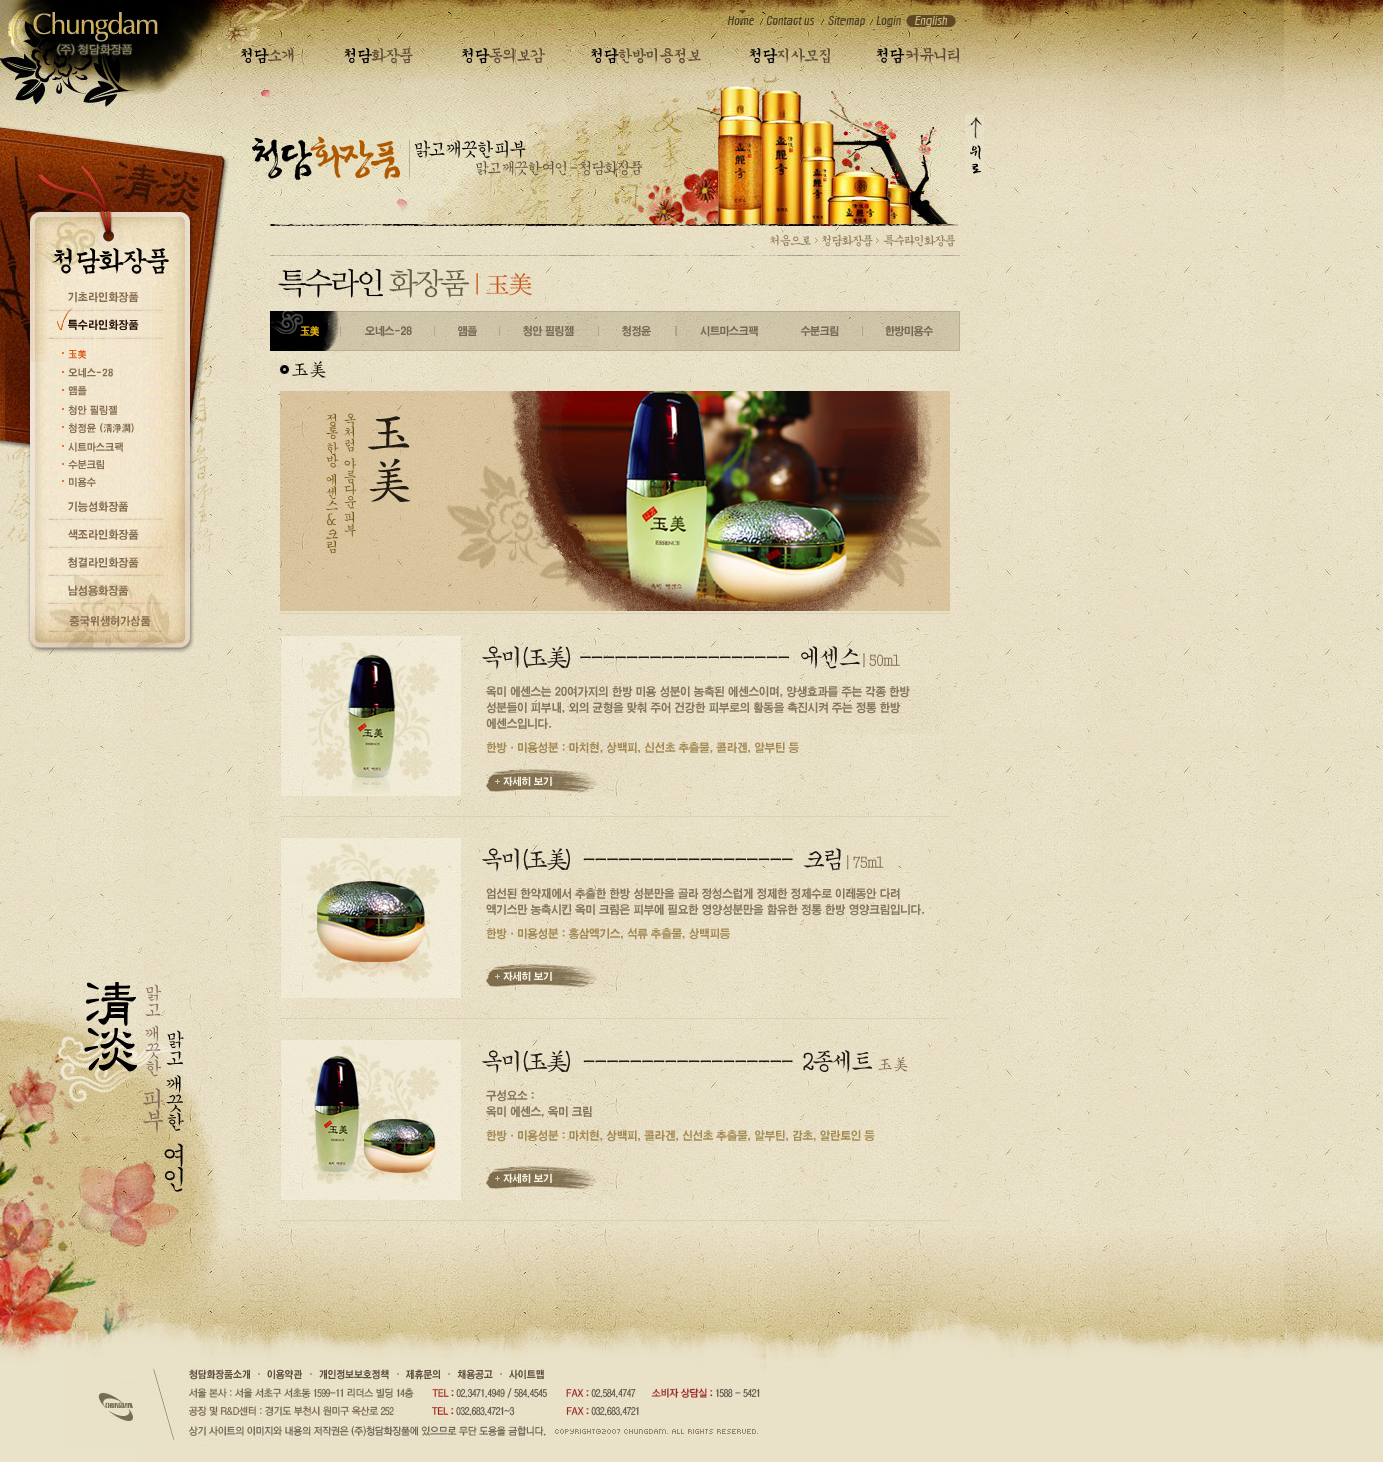 Chungdam
(주) 청담화장품
Home / Contact us / Sitemap / Login English
청담소개
청담화장품
청담동의보감
청담한방미용정보
청담지사모집
청담커뮤니티
清淡
청담화장품
기초라인화장품
특수라인화장품
玉美
오네스-28
앰플
청안 필링젤
청정윤 (淸淨潤)
시트마스크팩
수분크림
미용수
기능성화장품
색조라인화장품
청결라인화장품
남성용화장품
중국위생허가상품
청담화장품 맑고깨끗한피부
맑고깨끗한여인-청담화장품
위로
처음으로 > 청담화장품 > 특수라인화장품
특수라인 화장품 | 玉美
玉美
오네스-28
앰플
청안 필링젤
청정윤
시트마스크팩
수분크림
한방미용수
玉美
玉美
옥처럼 아름다운피부
전통 한방 에센스&크림
玉美
ESSENCE
옥미 에센스
옥미(玉美) ------------------ 에센스 | 50ml
옥미 에센스는 20여가지의 한방 미용 성분이 농축된 에센스이며, 양생효과를 주는 각종 한방
성분들이 피부내, 외의 균형을 맞춰 주어 건강한 피부로의 활동을 촉진시켜 주는 정통 한방
에센스입니다.
한방 · 미용성분 : 마치현, 상백피, 신선초 추출물, 콜라겐, 알부틴 등
+ 자세히 보기
옥미(玉美) ------------------ 크림 | 75ml
엄선된 한약재에서 추출한 한방 성분만을 골라 정성스럽게 정제한 정제수로 이레동안 다려
액기스만 농축시킨 옥미 크림은 피부에 필요한 영양성분만을 함유한 정통 한방 영양크림입니다.
한방 · 미용성분 : 홍삼엑기스, 석류 추출물, 상백피등
+ 자세히 보기
옥미(玉美) ------------------ 2종세트 玉美
구성요소 :
옥미 에센스, 옥미 크림
한방 · 미용성분 : 마치현, 상백피, 콜라겐, 신선초 추출물, 알부틴, 감초, 알란토인 등
+ 자세히 보기
清淡
맑고 깨끗한 피부
맑고 깨끗한 여인
청담화장품소개 · 이용약관 · 개인정보보호정책 · 제휴문의 · 채용공고 · 사이트맵
서울 본사 : 서울 서초구 서초동 1599-11 리더스 빌딩 14층 TEL : 02.3471.4949 / 584.4545 FAX : 02.584.4747 소비자 상담실 : 1588 - 5421
공장 및 R&D센터 : 경기도 부천시 원미구 옥산로 252 TEL : 032.683.4721~3 FAX : 032.683.4721
상기 사이트의 이미지와 내용의 저작권은 (주)청담화장품에 있으므로 무단 도용을 금합니다. COPYRIGHT©2007 CHUNGDAM. ALL RIGHTS RESERVED.
CHUNGDAM